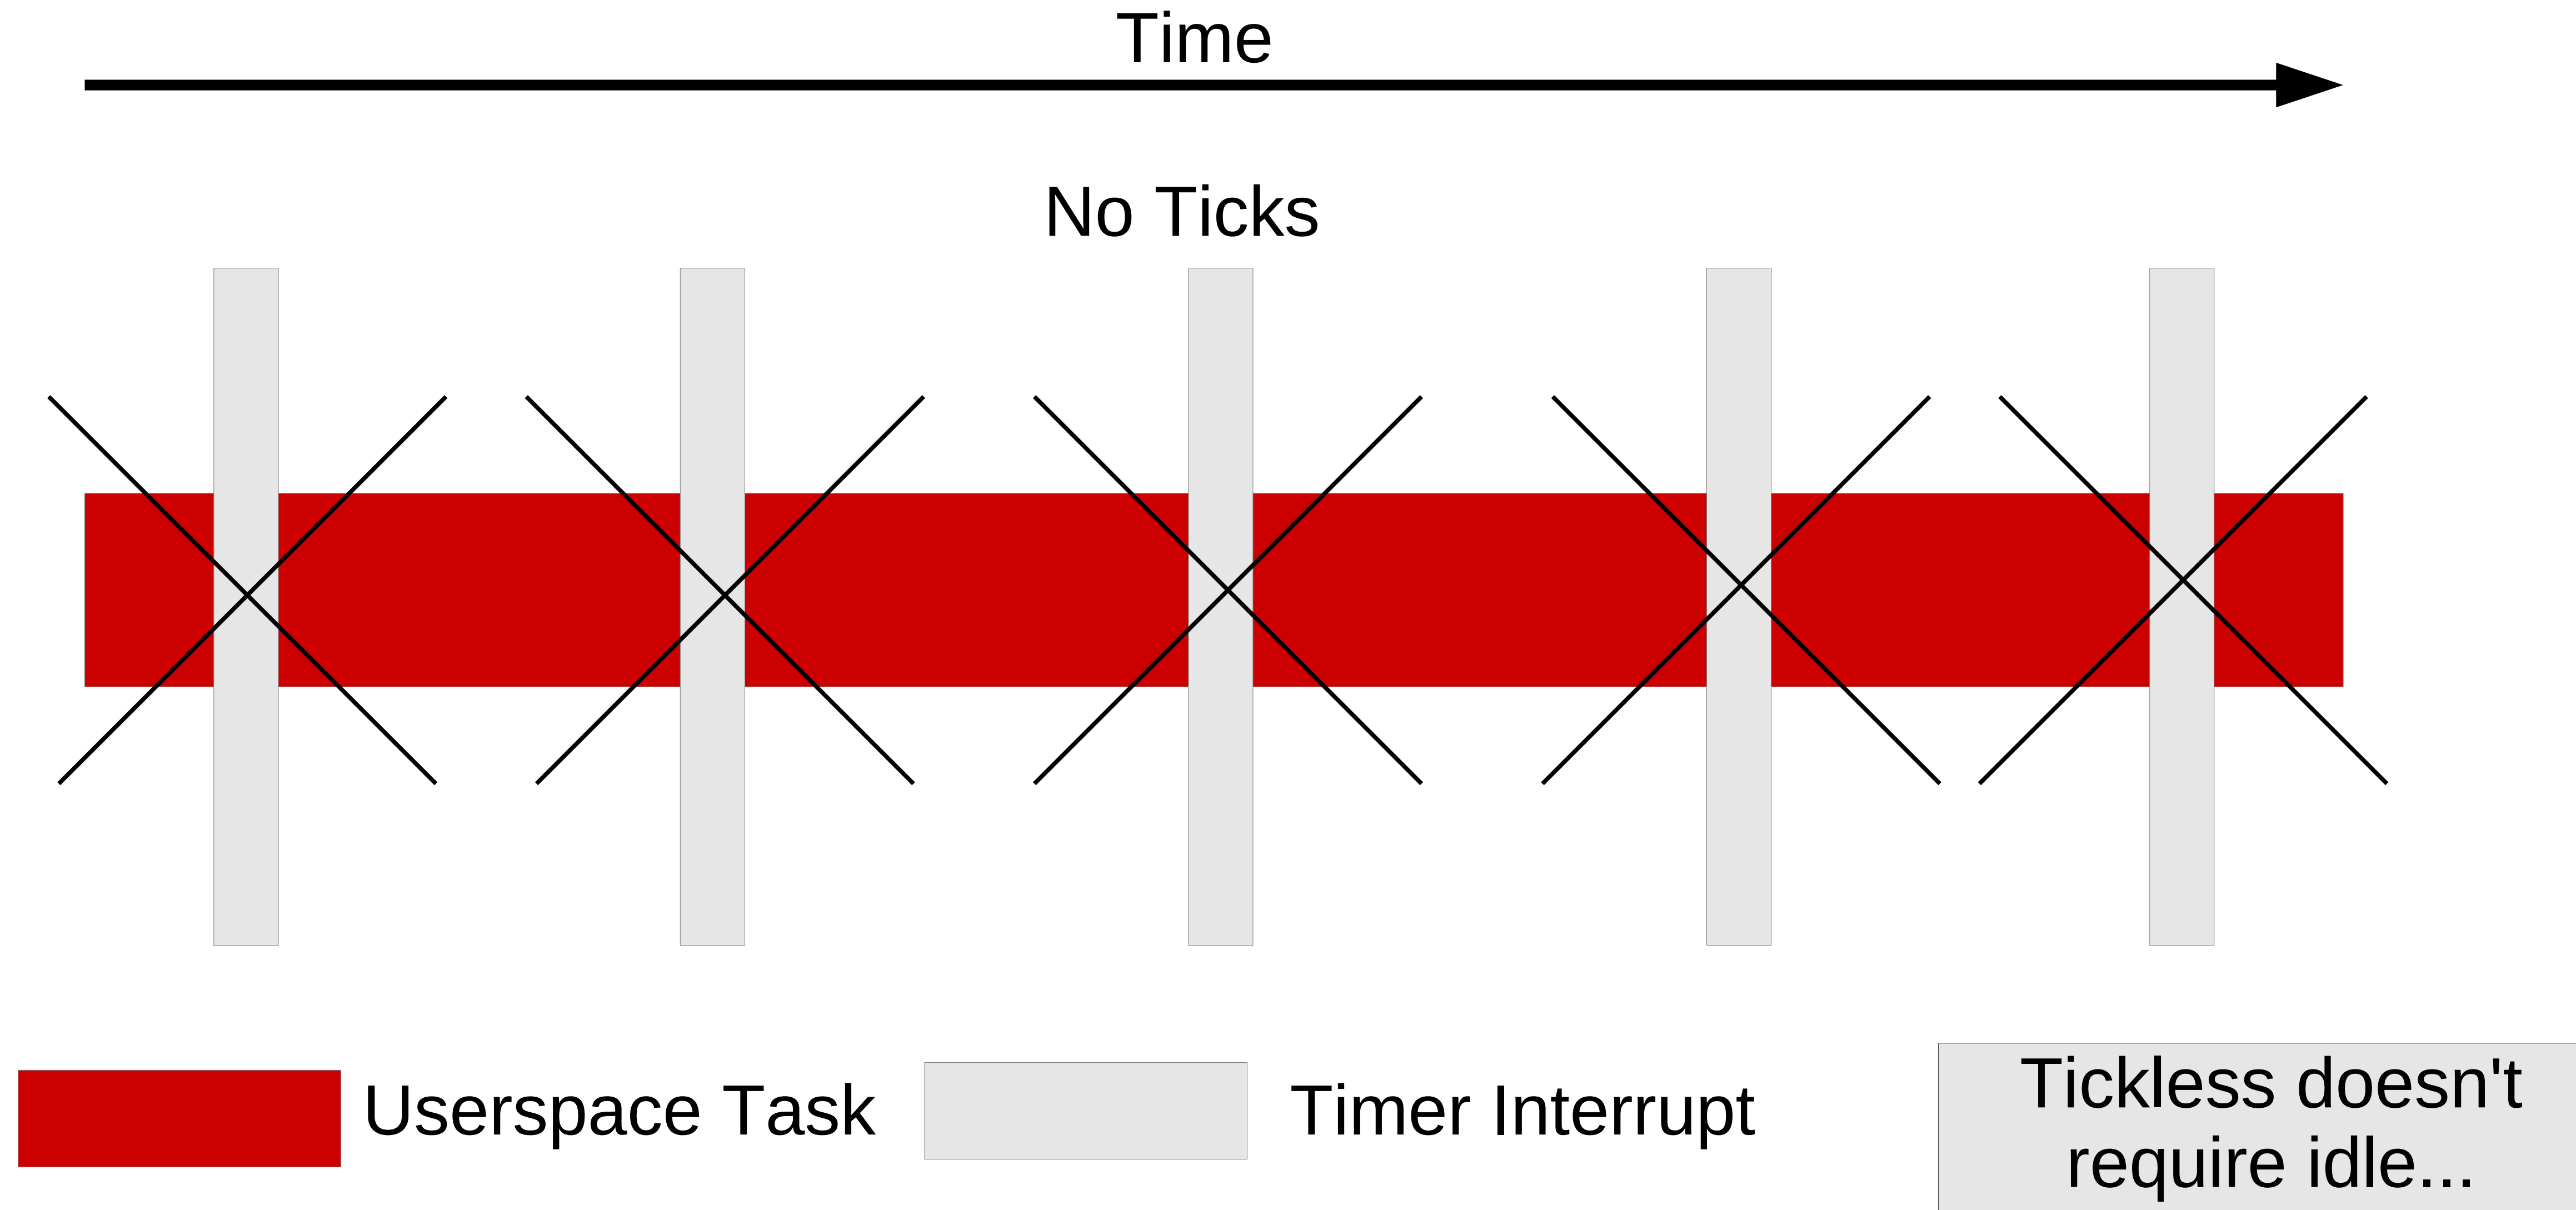 Time
No Ticks
Userspace Task
Timer Interrupt
Tickless doesn't
require idle...